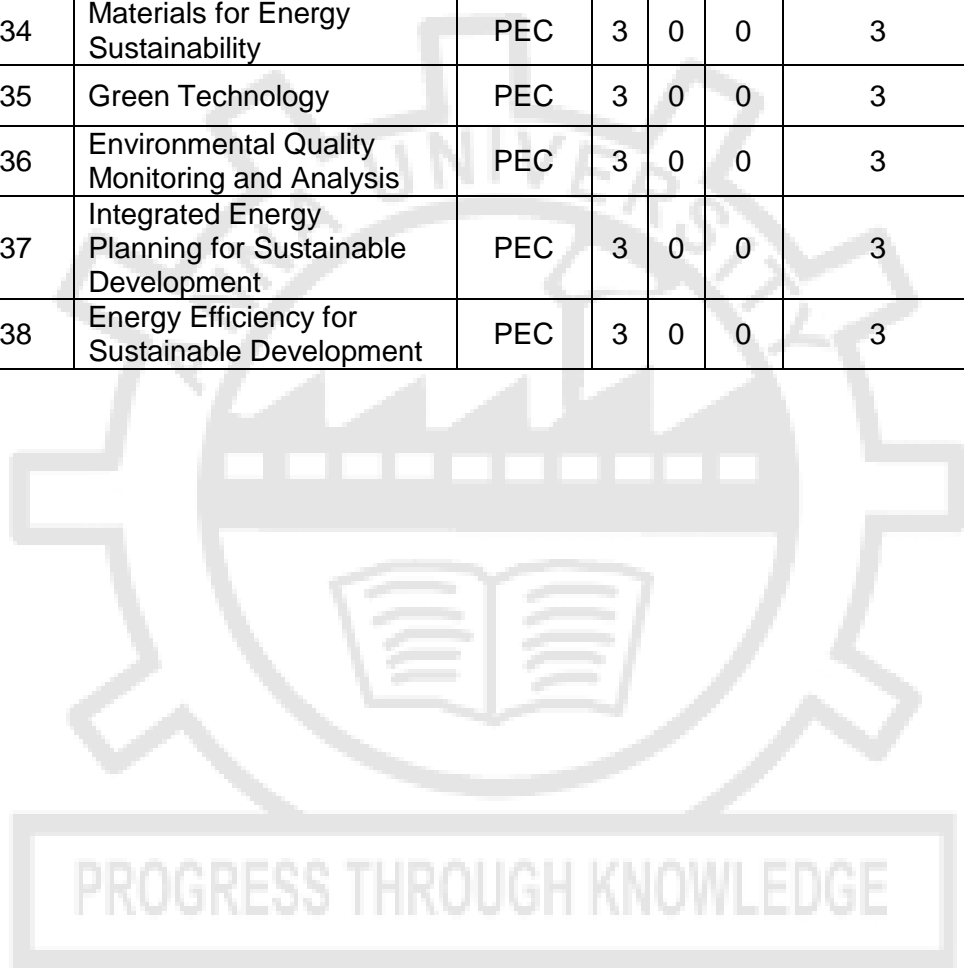 34 Materials for Energy Sustainability PEC 3 0 0 3
35 Green Technology PEC 3 0 0 3
36 Environmental Quality Monitoring and Analysis PEC 3 0 0 3
37 Integrated Energy Planning for Sustainable Development PEC 3 0 0 3
38 Energy Efficiency for Sustainable Development PEC 3 0 0 3
UNIVERSITY
PROGRESS THROUGH KNOWLEDGE